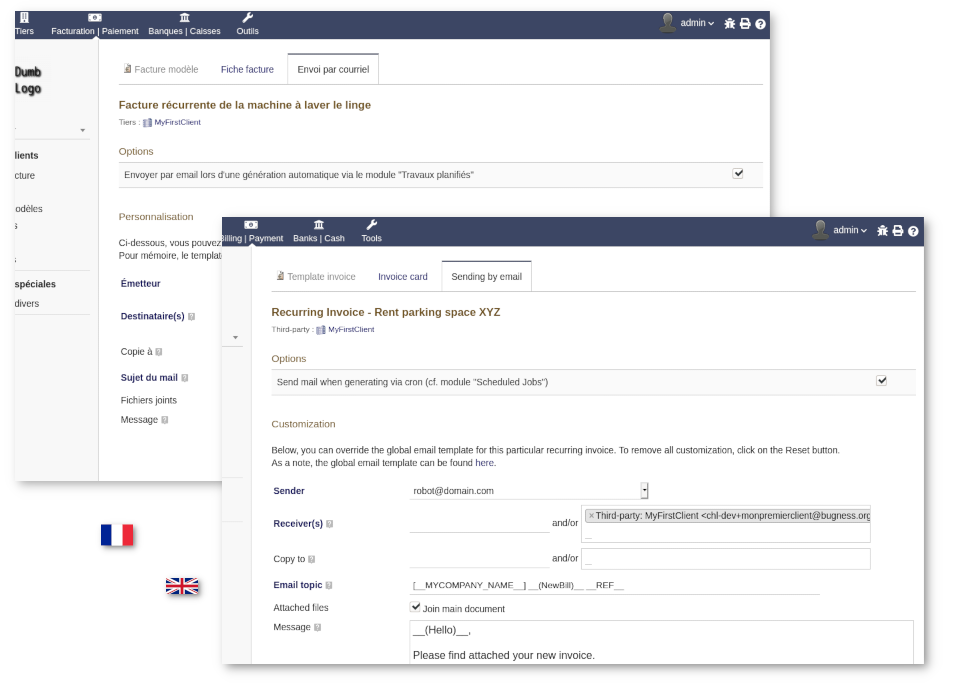 Tiers
Facturation | Paiement
Banques | Caisses
Outils
admin
Dumb
Logo
Facture modèle
Fiche facture
Envoi par courriel
Facture récurrente de la machine à laver le linge
Tiers : MyFirstClient
Options
Envoyer par email lors d'une génération automatique via le module "Travaux planifiés"
spéciales
divers
Personnalisation
Ci-dessous, vous pouvez
Émetteur
Destinataire(s) ?
Copie à ?
Sujet du mail ?
Fichiers joints
Message ?
Payment
Banks | Cash
Tools
admin
Template invoice
Invoice card
Sending by email
Recurring Invoice - Rent parking space XYZ
Third-party : MyFirstClient
Options
Send mail when generating via cron (cf. module "Scheduled Jobs")
Customization
Below, you can override the global email template for this particular recurring invoice. To remove all customization, click on the Reset button.
As a note, the global email template can be found here.
Sender
robot@domain.com
Receiver(s) ?
and/or
×Third-party: MyFirstClient <chl-dev+monpremierclient@bugness.org
Copy to ?
and/or
Email topic ?
[__MYCOMPANY_NAME__] __(NewBill)__ __REF__
Attached files
Join main document
Message ?
__(Hello)__,
Please find attached your new invoice.